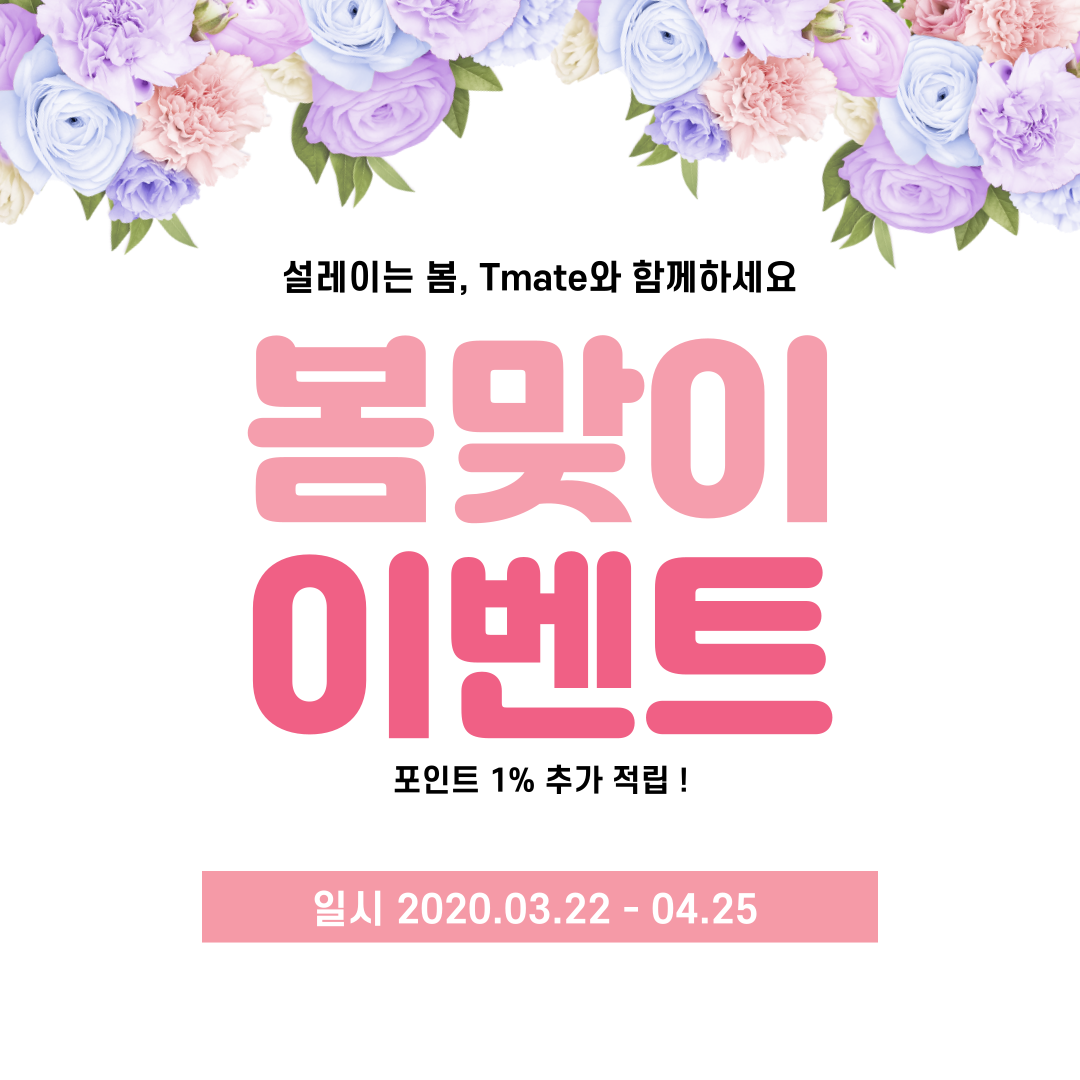 설레이는 봄, Tmate와 함께하세요
봄맞이
이벤트
포인트 1% 추가 적립 !
일시 2020.03.22 - 04.25